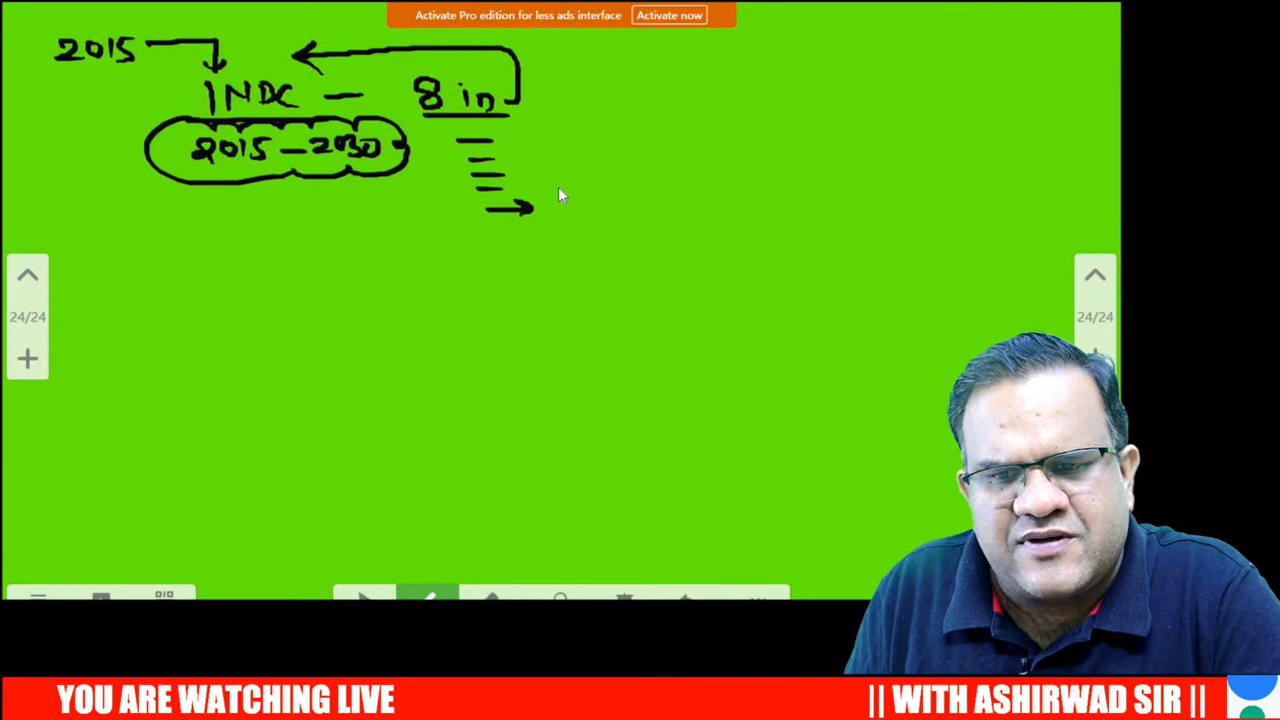 Activate Pro edition for less ads interface Activate now
2015
INDC — 8 in
2015 – 2030
24/24
24/24
YOU ARE WATCHING LIVE
|| WITH ASHIRWAD SIR ||